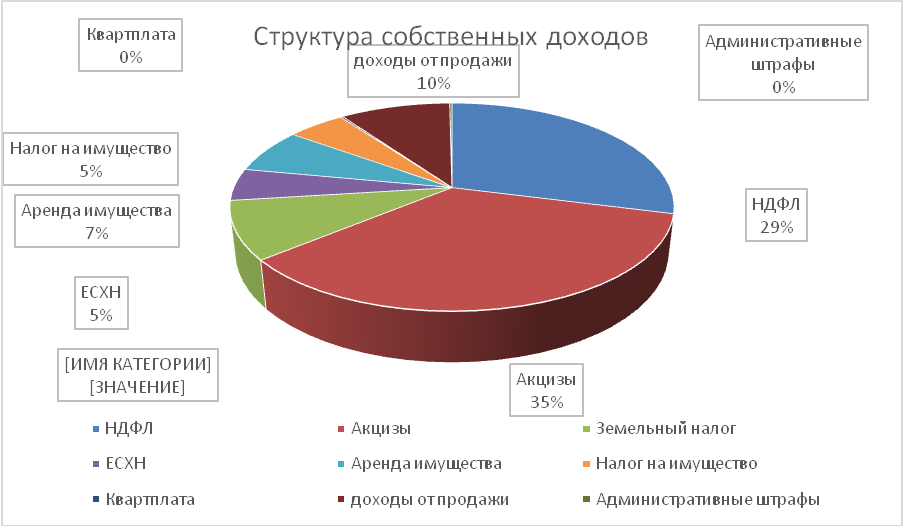 Структура собственных доходов
Квартплата
0%
доходы от продажи
10%
Административные
штрафы
0%
Налог на имущество
5%
Аренда имущества
7%
НДФЛ
29%
ЕСХН
5%
[ИМЯ КАТЕГОРИИ]
[ЗНАЧЕНИЕ]
Акцизы
35%
НДФЛ
Акцизы
Земельный налог
ЕСХН
Аренда имущества
Налог на имущество
Квартплата
доходы от продажи
Административные штрафы